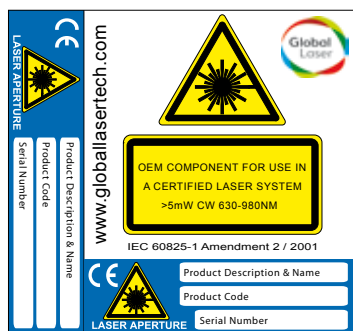 CE
LASER APERTURE
Product Description & Name
Product Code
Serial Number
www.globallasertech.com
Global
Laser
OEM COMPONENT FOR USE IN
A CERTIFIED LASER SYSTEM
>5mW CW 630-980NM
IEC 60825-1 Amendment 2 / 2001
CE
LASER APERTURE
Product Description & Name
Product Code
Serial Number